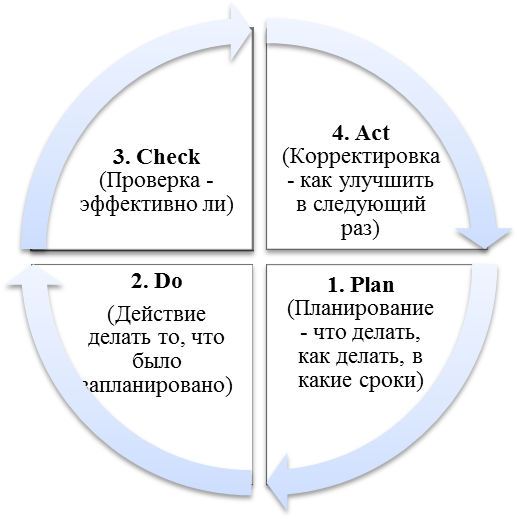 3. Check
(Проверка -
эффективно ли)
4. Act
(Корректировка
- как улучшить
в следующий
раз)
2. Do
(Действие
делать то, что
было
запланировано)
1. Plan
(Планирование
- что делать,
как делать, в
какие сроки)